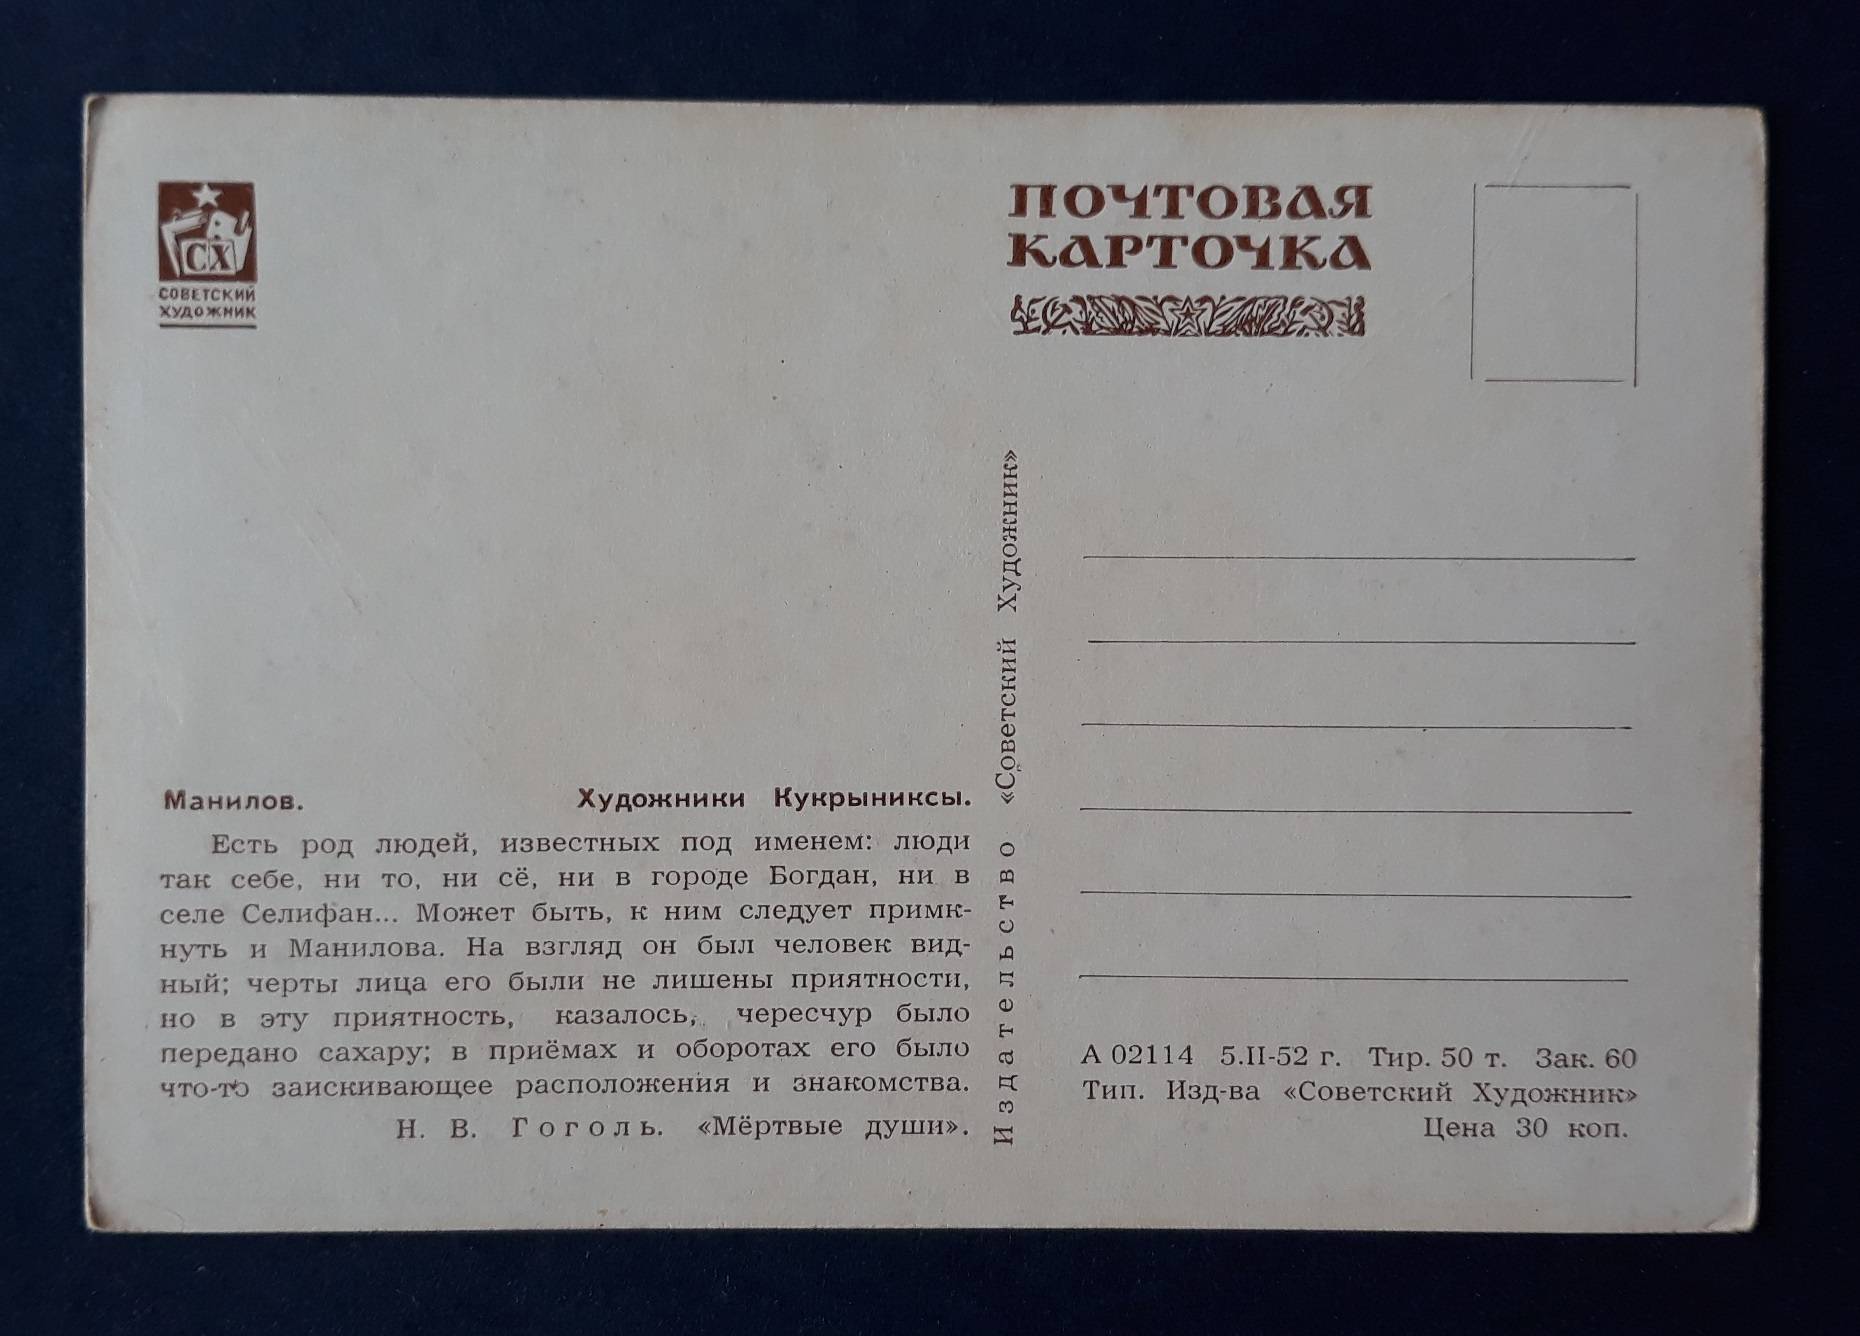 СХ
СОВЕТСКИЙ
ХУДОЖНИК
ПОЧТОВАЯ
КАРТОЧКА
Манилов. Художники Кукрыниксы.
Есть род людей, известных под именем: люди
так себе, ни то, ни сё, ни в городе Богдан, ни в
селе Селифан... Может быть, к ним следует примк-
нуть и Манилова. На взгляд он был человек вид-
ный; черты лица его были не лишены приятности,
но в эту приятность, казалось, чересчур было
передано сахару; в приёмах и оборотах его было
что-то заискивающее расположения и знакомства.
Н. В. Гоголь. «Мёртвые души».
Издательство «Советский Художник»
А 02114 5.II-52 г. Тир. 50 т. Зак. 60
Тип. Изд-ва «Советский Художник»
Цена 30 коп.